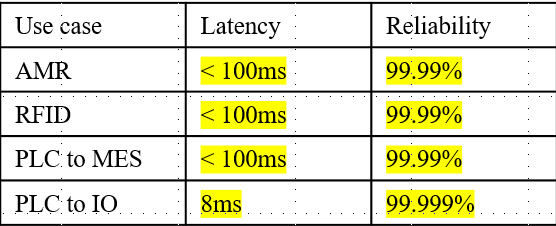 Use case Latency Reliability
AMR < 100ms 99.99%
RFID < 100ms 99.99%
PLC to MES < 100ms 99.99%
PLC to IO 8ms 99.999%